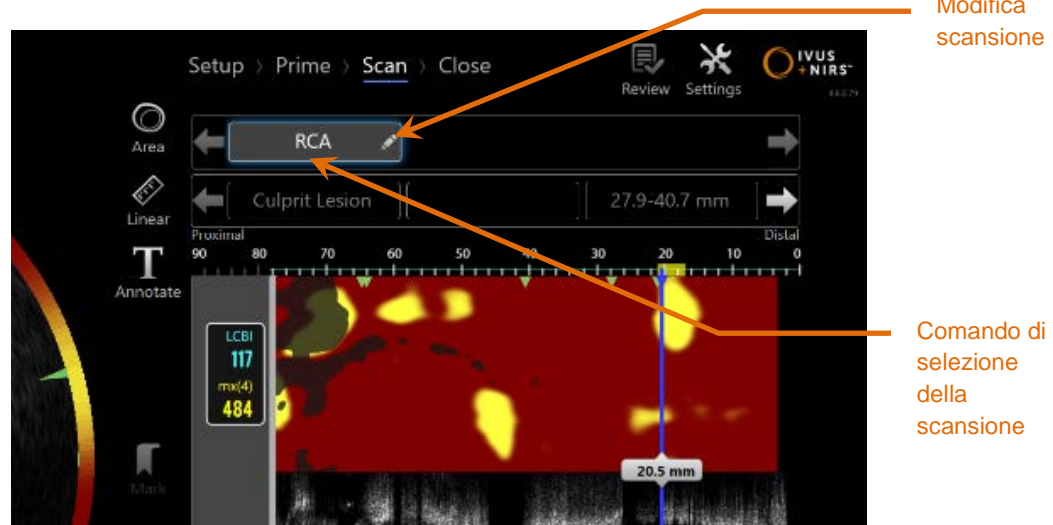 Modifica
scansione
Setup > Prime > Scan > Close
Review
Settings
IVUS
+NIRS™
Area
RCA
Linear
Culprit Lesion
27.9-40.7 mm
Proximal
Distal
90 80 70 60 50 40 30 20 10 0
T
Annotate
LCBI
117
mx(4)
484
Comando di
selezione
della
scansione
20.5 mm
Mark